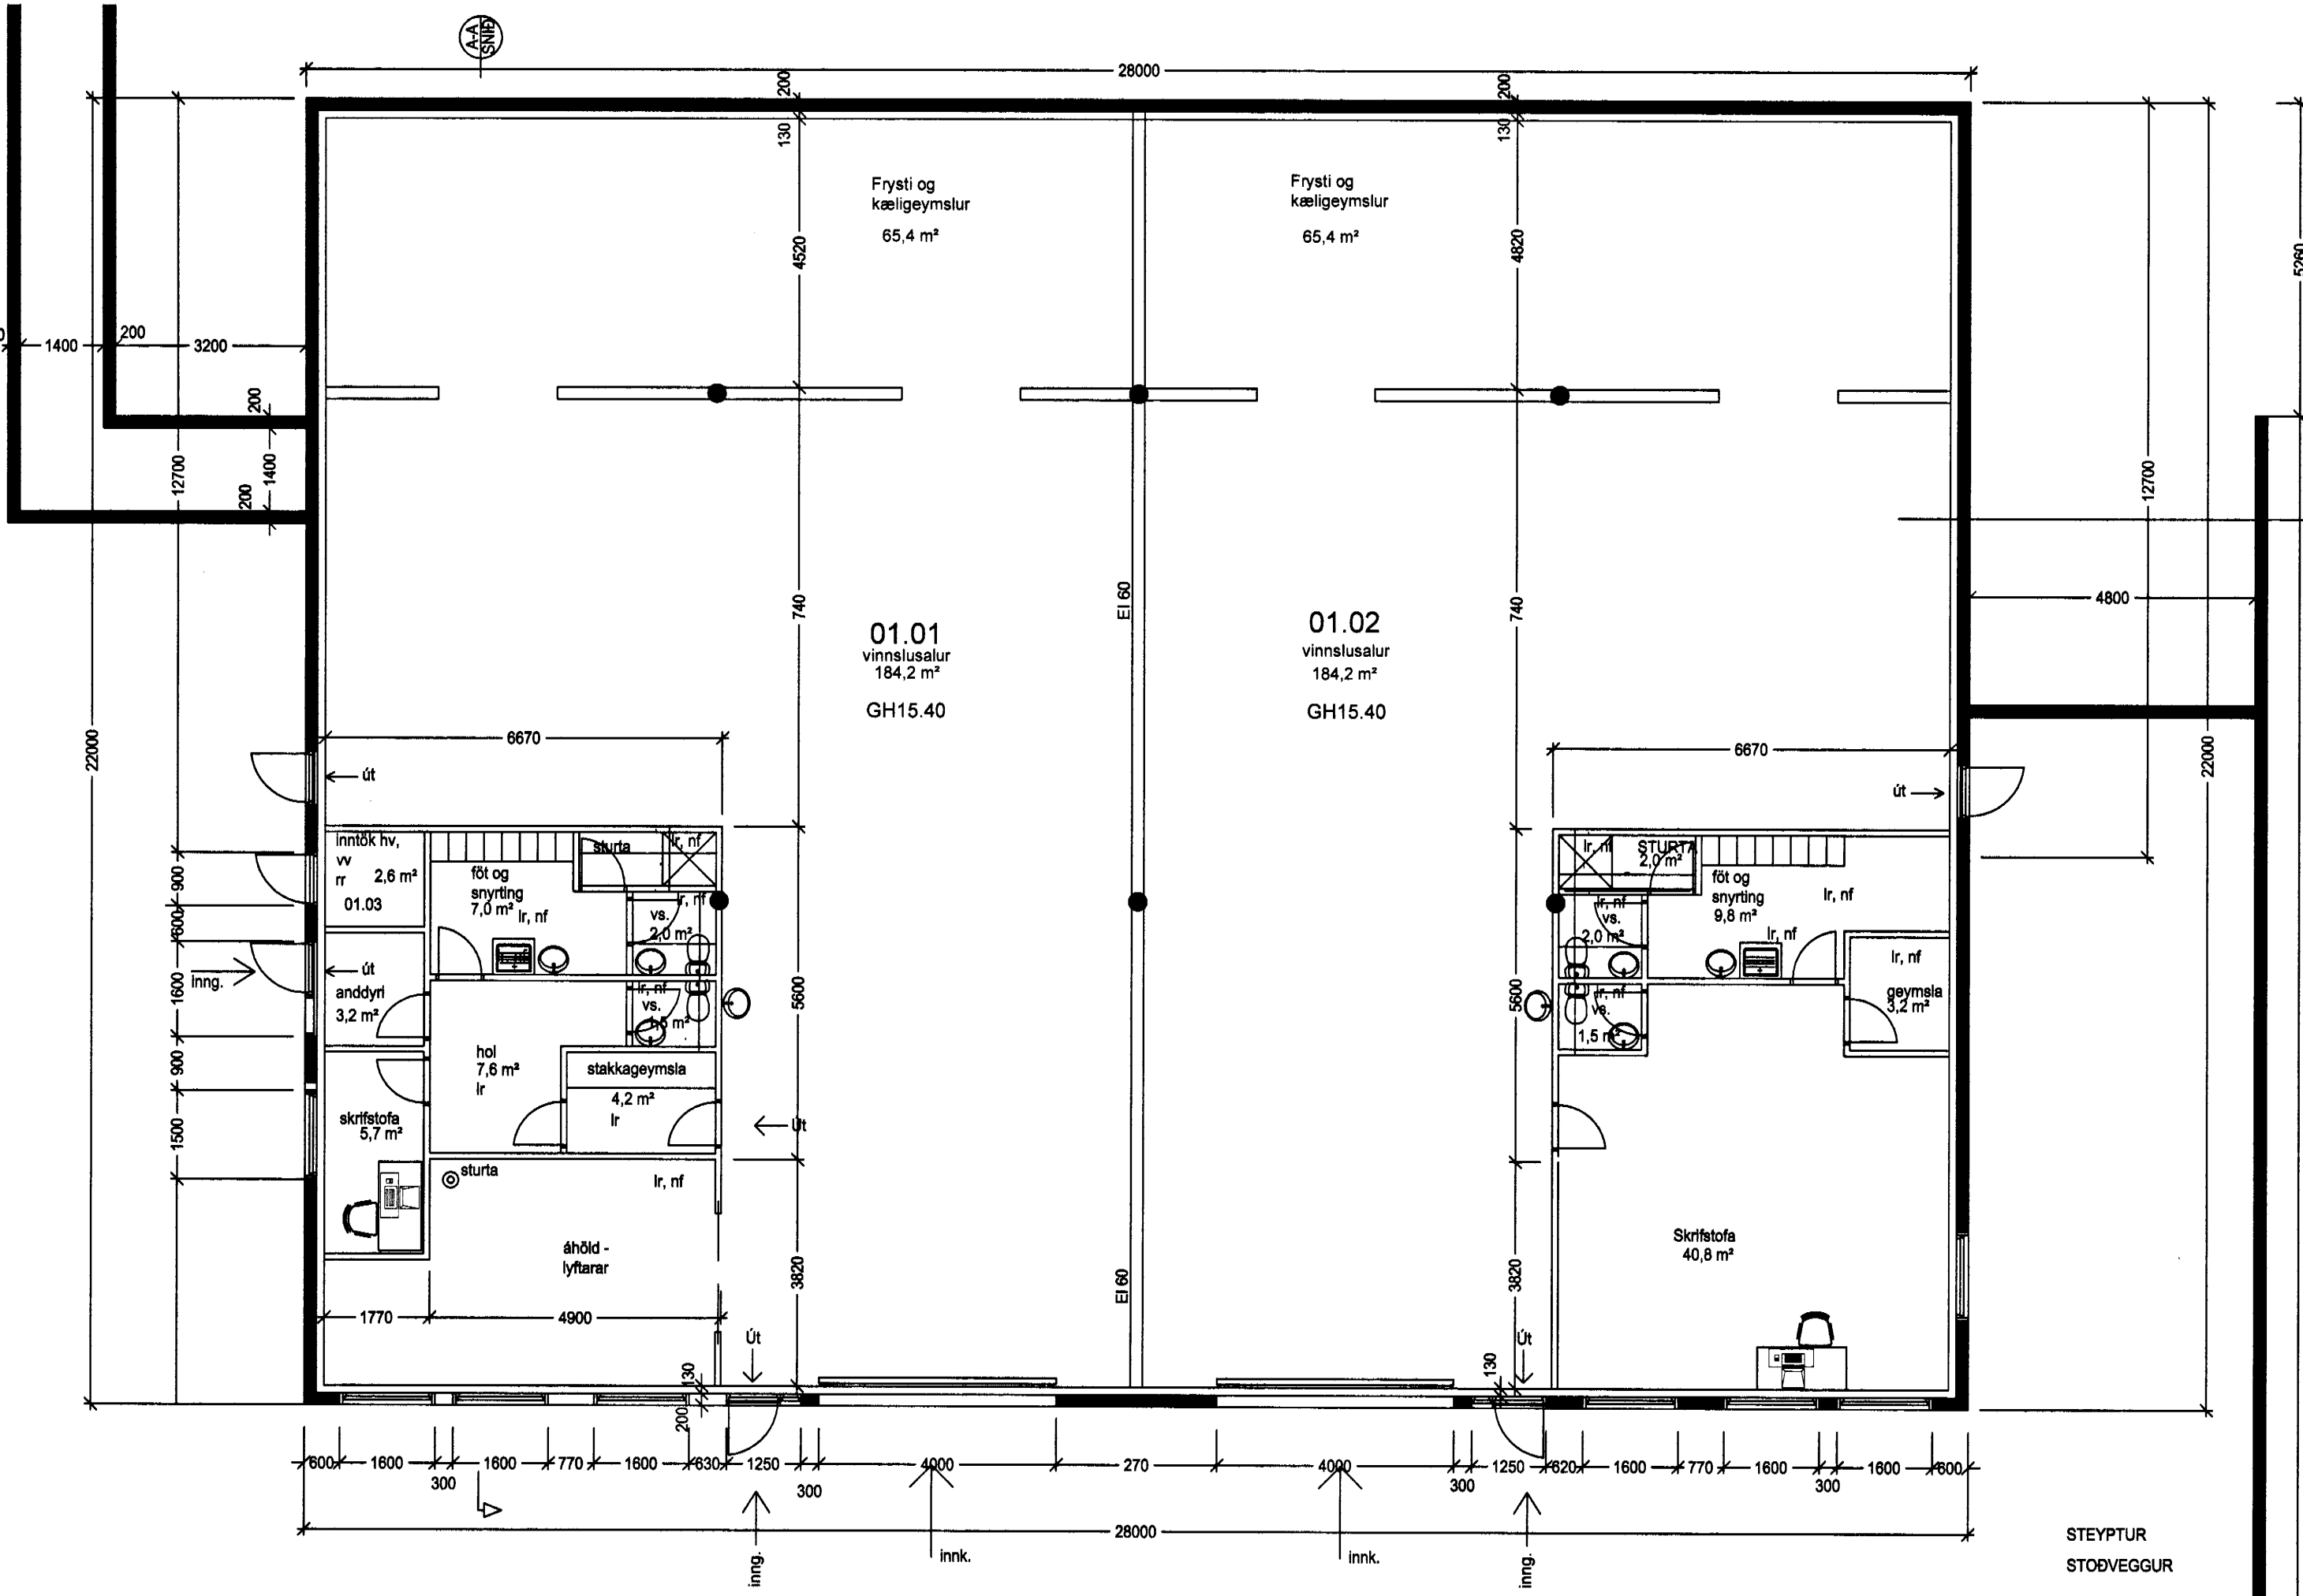 A-A
SNIÐ
28000
200
200
130
130
Frysti og
kæligeymslur
65,4 m²
Frysti og
kæligeymslur
65,4 m²
4520
4820
5260
1400
200
3200
200
1400
200
12700
12700
22000
22000
4800
740
740
EI 60
01.01
vinnslusalur
184,2 m²
GH15.40
01.02
vinnslusalur
184,2 m²
GH15.40
6670
6670
út
út
inntök hv,
vv
rr 2,6 m²
01.03
föt og
snyrting
7,0 m²
lr, nf
sturta
lr, nf
lr, nf
vs.
2,0 m²
lr, nf
STURTA
2,0 m²
föt og
snyrting
9,8 m²
lr, nf
lr, nf
lr, nf
vs.
2,0 m²
900
600
1600
900
1500
inng.
út
anddyri
3,2 m²
hol
7,6 m²
lr
lr, nf
vs.
1,5 m²
stakkageymsla
4,2 m²
lr
Út
5600
5600
lr, nf
vs.
1,5 m²
lr, nf
geymsla
3,2 m²
skrifstofa
5,7 m²
sturta
lr, nf
áhöld -
lyftarar
1770
4900
3820
3820
EI 60
Skrifstofa
40,8 m²
Út
Út
130
200
130
600
1600
300
1600
770
1600
630
1250
300
4000
270
4000
300
1250
620
1600
770
1600
300
1600
600
28000
inng.
innk.
innk.
inng.
STEYPTUR
STOÐVEGGUR